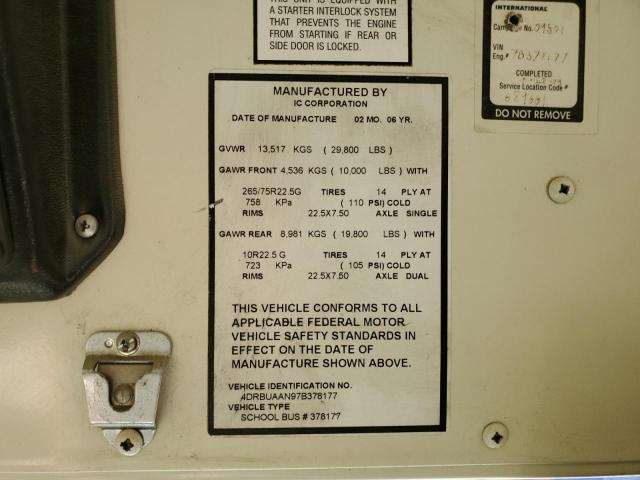 THIS UNIT IS EQUIPPED WITH
A STARTER INTERLOCK SYSTEM
THAT PREVENTS THE ENGINE
FROM STARTING IF REAR OR
SIDE DOOR IS LOCKED.
INTERNATIONAL
No.
VIN
Eng.# 7B378177
COMPLETED
Service Location Code#
DO NOT REMOVE
MANUFACTURED BY
IC CORPORATION
DATE OF MANUFACTURE 02 MO. 06 YR.
GVWR 13,517 KGS ( 29,800 LBS )
GAWR FRONT 4,536 KGS ( 10,000 LBS ) WITH
265/75R22.5G TIRES 14 PLY AT
758 KPa ( 110 PSI ) COLD
RIMS 22.5X7.50 AXLE SINGLE
GAWR REAR 8,981 KGS ( 19,800 LBS ) WITH
10R22.5 G TIRES 14 PLY AT
723 KPa ( 105 PSI ) COLD
RIMS 22.5X7.50 AXLE DUAL
THIS VEHICLE CONFORMS TO ALL
APPLICABLE FEDERAL MOTOR
VEHICLE SAFETY STANDARDS IN
EFFECT ON THE DATE OF
MANUFACTURE SHOWN ABOVE.
VEHICLE IDENTIFICATION NO.
4DRBUAAN97B378177
VEHICLE TYPE
SCHOOL BUS # 378177